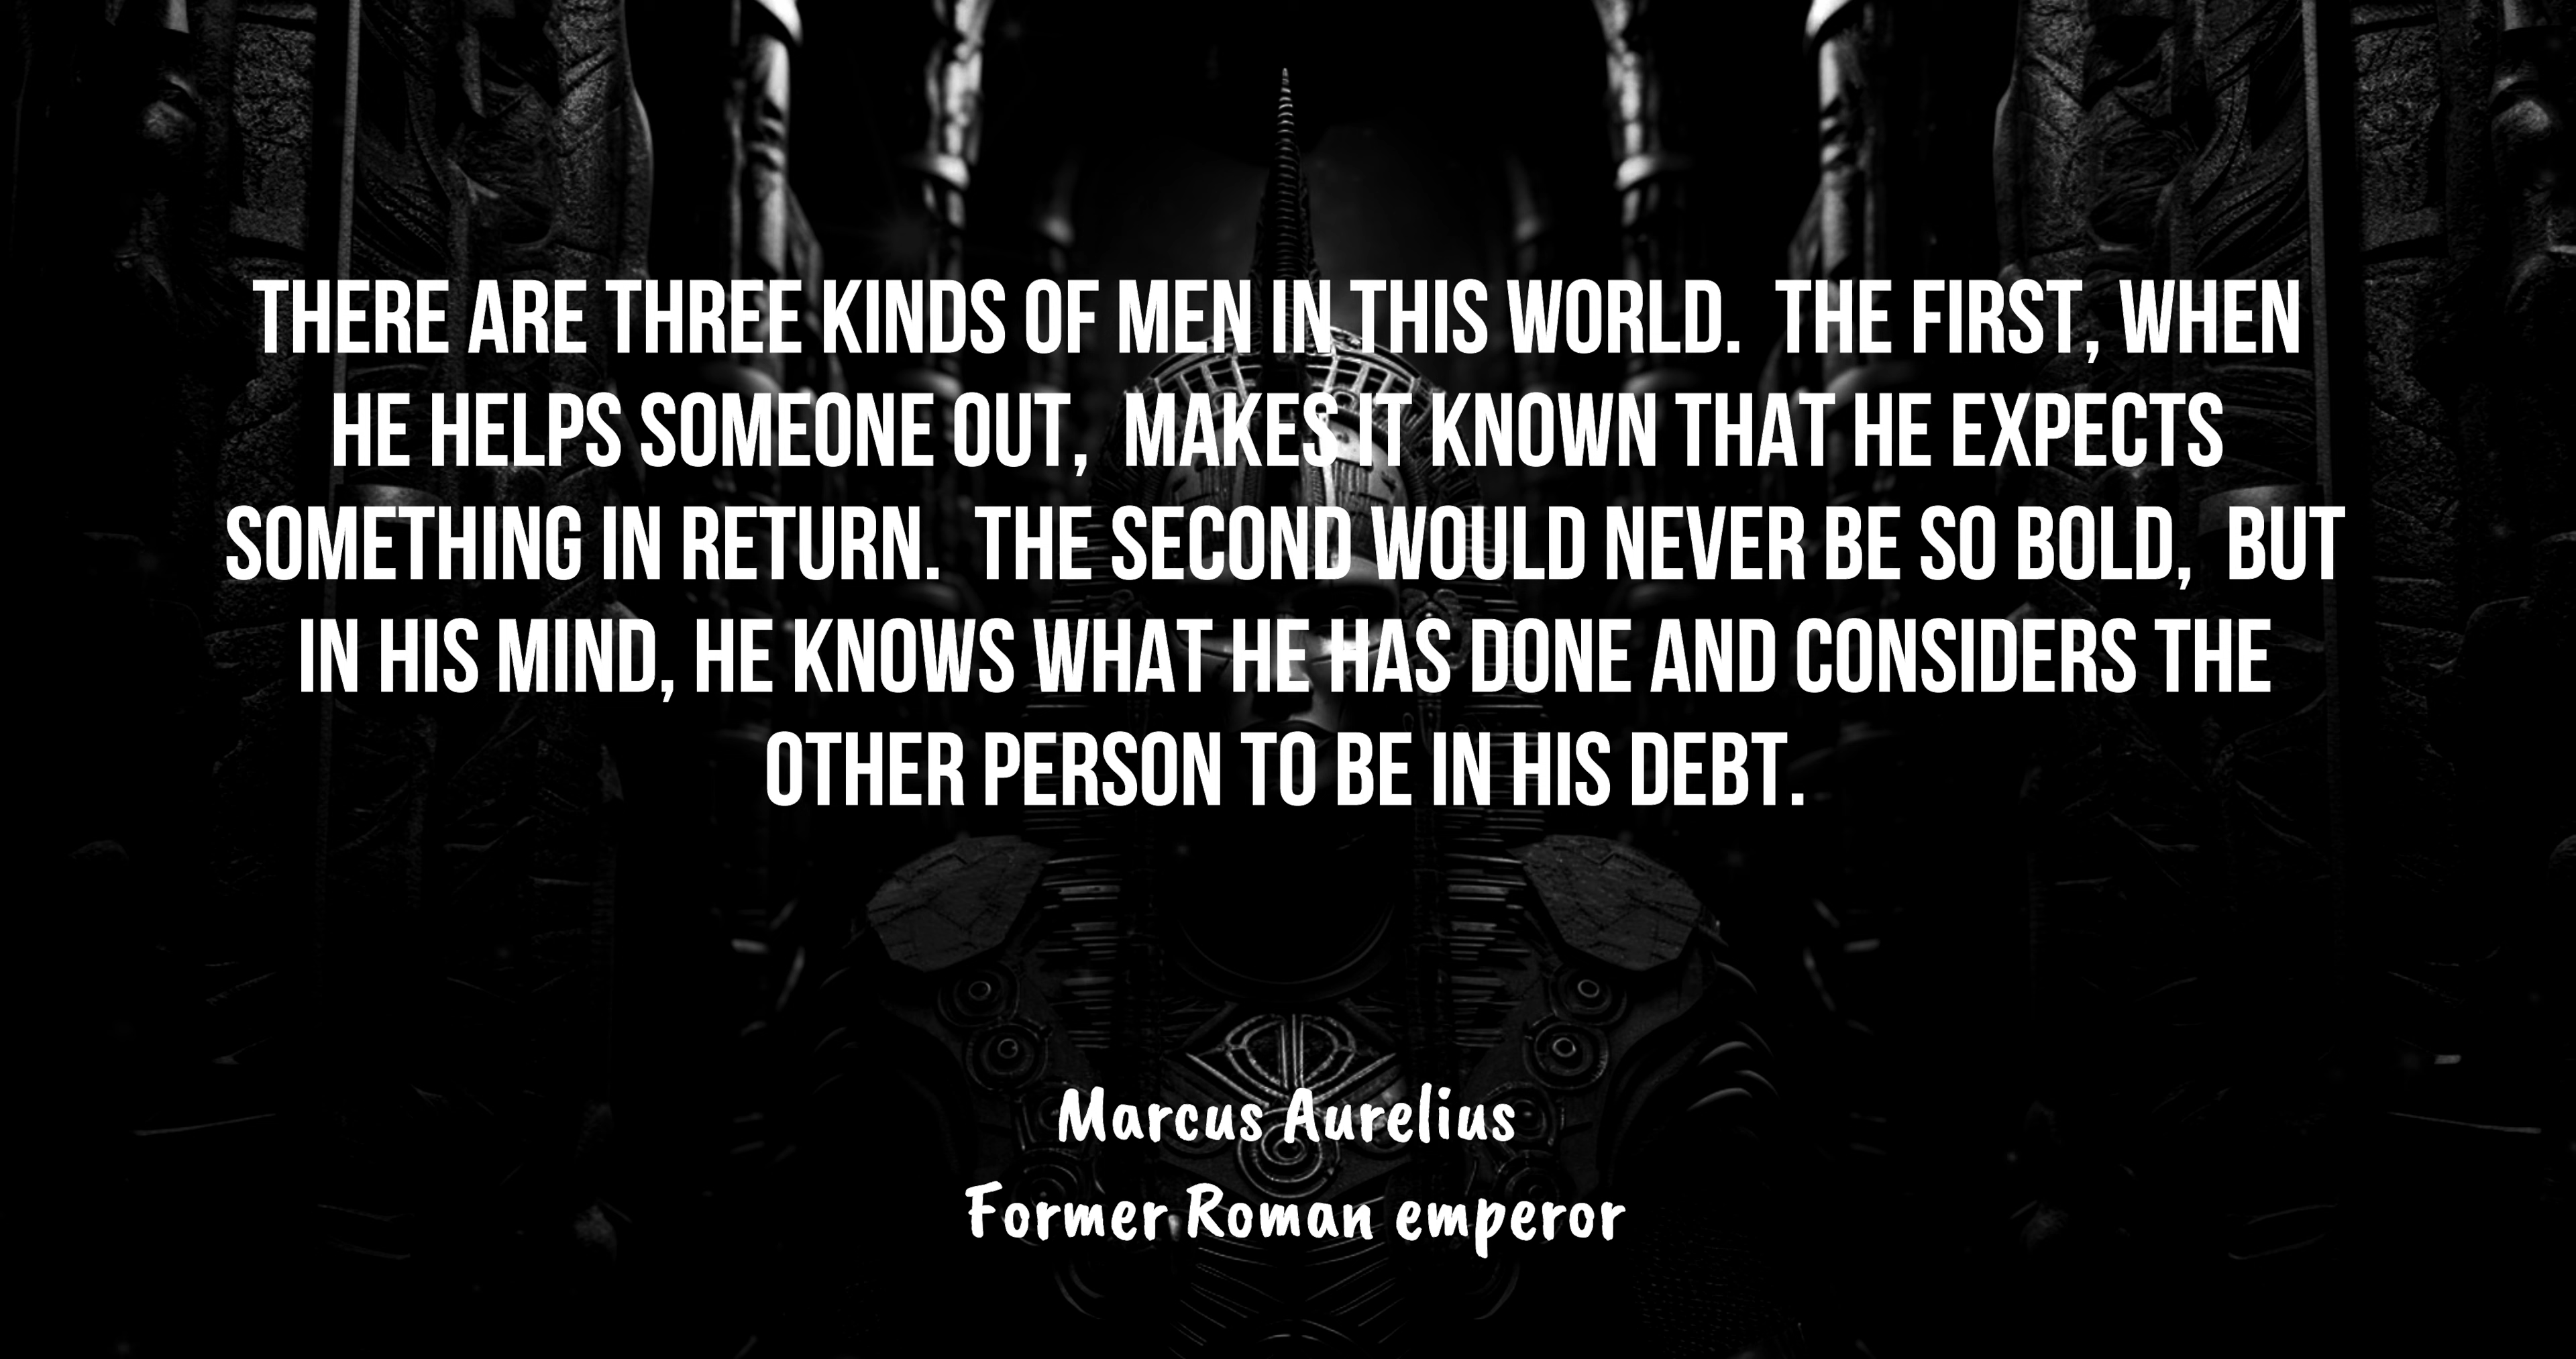 THERE ARE THREE KINDS OF MEN IN THIS WORLD. THE FIRST, WHEN
HE HELPS SOMEONE OUT, MAKES IT KNOWN THAT HE EXPECTS
SOMETHING IN RETURN. THE SECOND WOULD NEVER BE SO BOLD, BUT
IN HIS MIND, HE KNOWS WHAT HE HAS DONE AND CONSIDERS THE
OTHER PERSON TO BE IN HIS DEBT.
Marcus Aurelius
Former Roman emperor